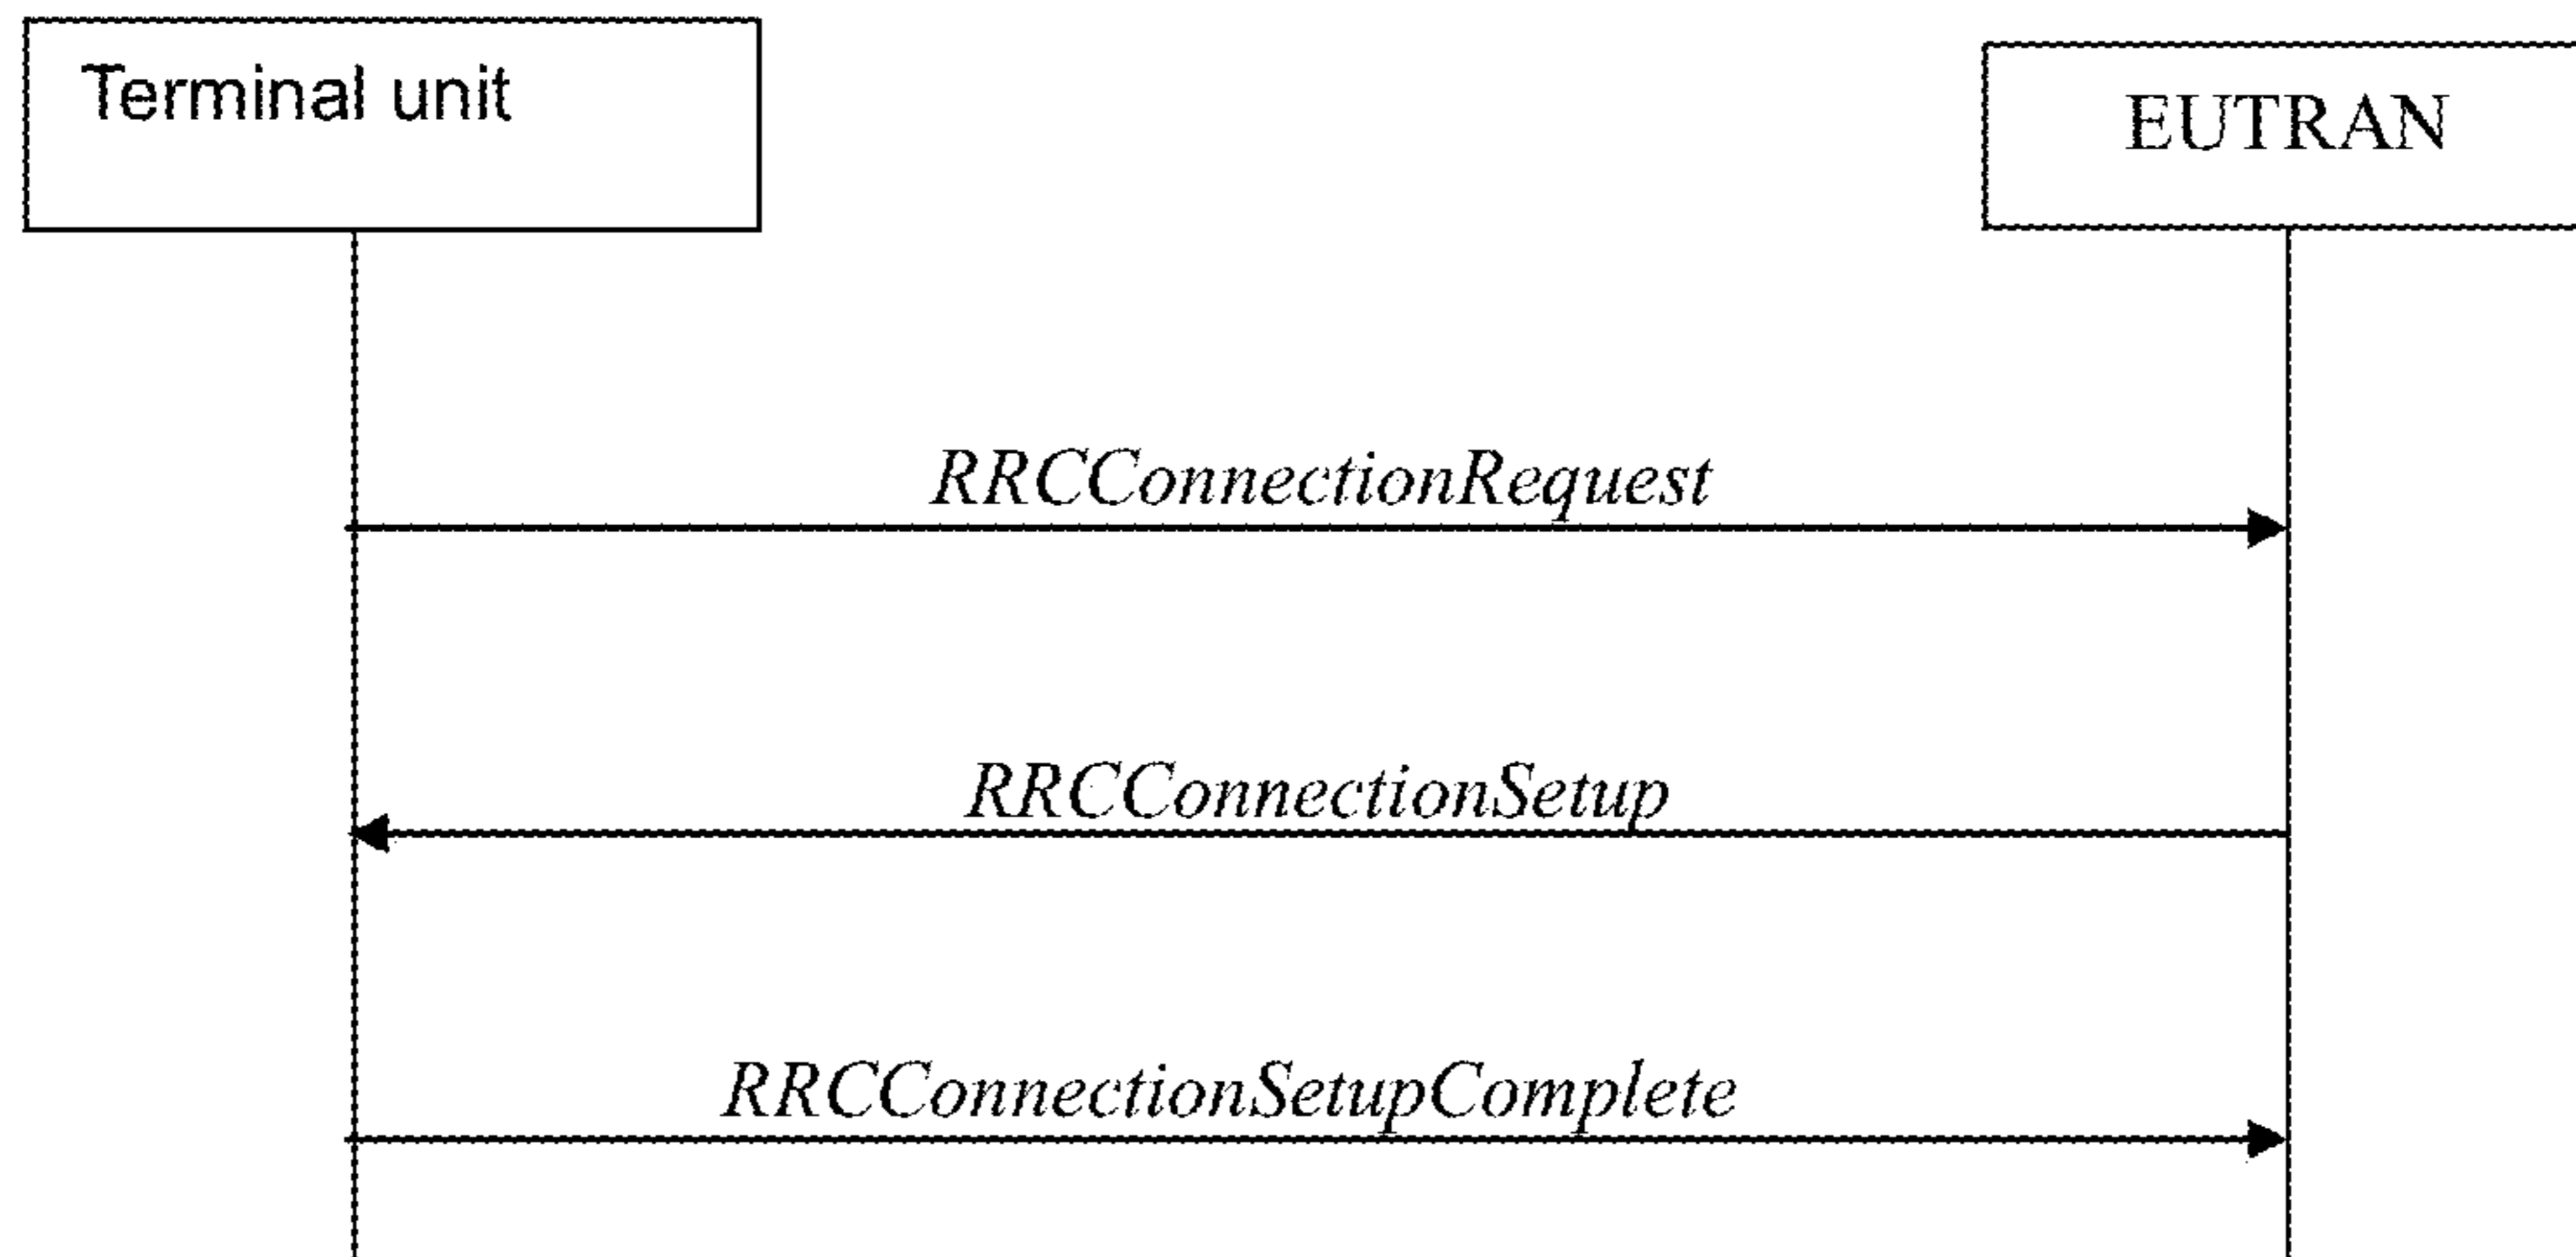 Terminal unit
EUTRAN
RRCConnectionRequest
RRCConnectionSetup
RRCConnectionSetupComplete